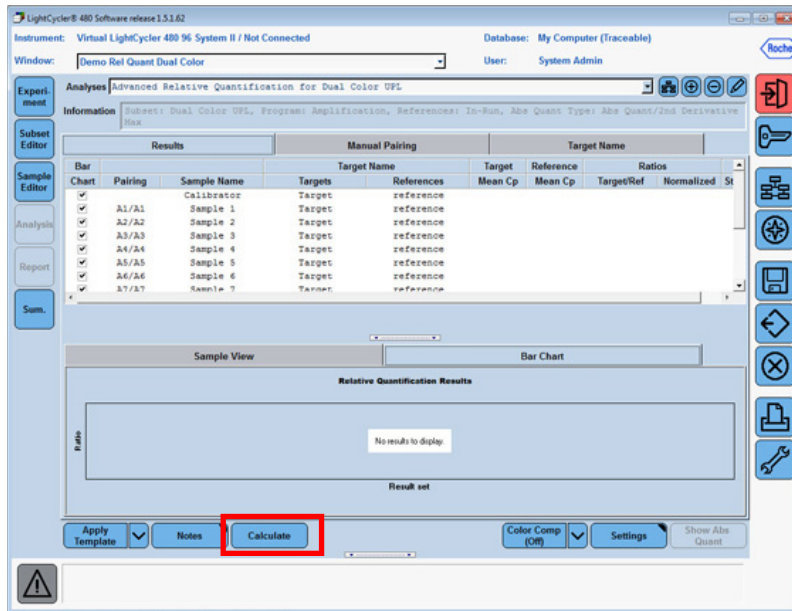 LightCycler® 480 Software release 1.5.1.62
Instrument: Virtual LightCycler 480 96 System II / Not Connected
Database: My Computer (Traceable)
Window: Demo Rel Quant Dual Color
User: System Admin
Roche
Experi-
ment
Subset
Editor
Sample
Editor
Analysis
Report
Sum.
Analyses Advanced Relative Quantification for Dual Color UPL
Information Subset: Dual Color UPL, Program: Amplification, References: In-Run, Abs Quant Type: Abs Quant/2nd Derivative
Max
Results Manual Pairing Target Name
Bar Target Name Target Reference Ratios
Chart Pairing Sample Name Targets References Mean Cp Mean Cp Target/Ref Normalized St
Calibrator Target reference
A1/A1 Sample 1 Target reference
A2/A2 Sample 2 Target reference
A3/A3 Sample 3 Target reference
A4/A4 Sample 4 Target reference
A5/A5 Sample 5 Target reference
A6/A6 Sample 6 Target reference
A7/A7 Sample 7 Target reference
Sample View Bar Chart
Relative Quantification Results
Ratio
No results to display.
Result set
Apply
Template
Notes
Calculate
Color Comp
(Off)
Settings
Show Abs
Quant